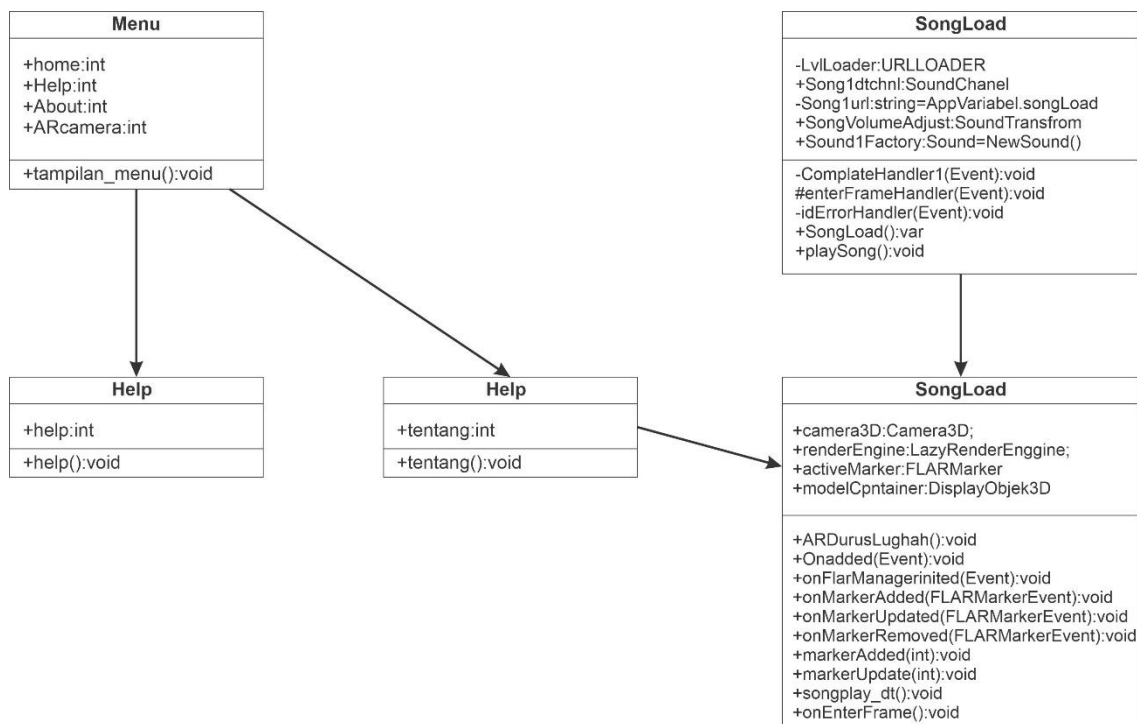 Menu
+home:int
+Help:int
+About:int
+ARcamera:int
+tampilan_menu():void
SongLoad
-LvlLoader:URLLOADER
+Song1dtchnl:SoundChanel
-Song1url:string=AppVariabel.songLoad
+SongVolumeAdjust:SoundTransfrom
+Sound1Factory:Sound=NewSound()
-ComplateHandler1(Event):void
#enterFrameHandler(Event):void
-idErrorHandler(Event):void
+SongLoad():var
+playSong():void
Help
+help:int
+help():void
Help
+tentang:int
+tentang():void
SongLoad
+camera3D:Camera3D;
+renderEngine:LazyRenderEnggine;
+activeMarker:FLARMarker
+modelCpntainer:DisplayObjek3D
+ARDurusLughah():void
+Onadded(Event):void
+onFlarManagerinited(Event):void
+onMarkerAdded(FLARMarkerEvent):void
+onMarkerUpdated(FLARMarkerEvent):void
+onMarkerRemoved(FLARMarkerEvent):void
+markerAdded(int):void
+markerUpdate(int):void
+songplay_dt():void
+onEnterFrame():void